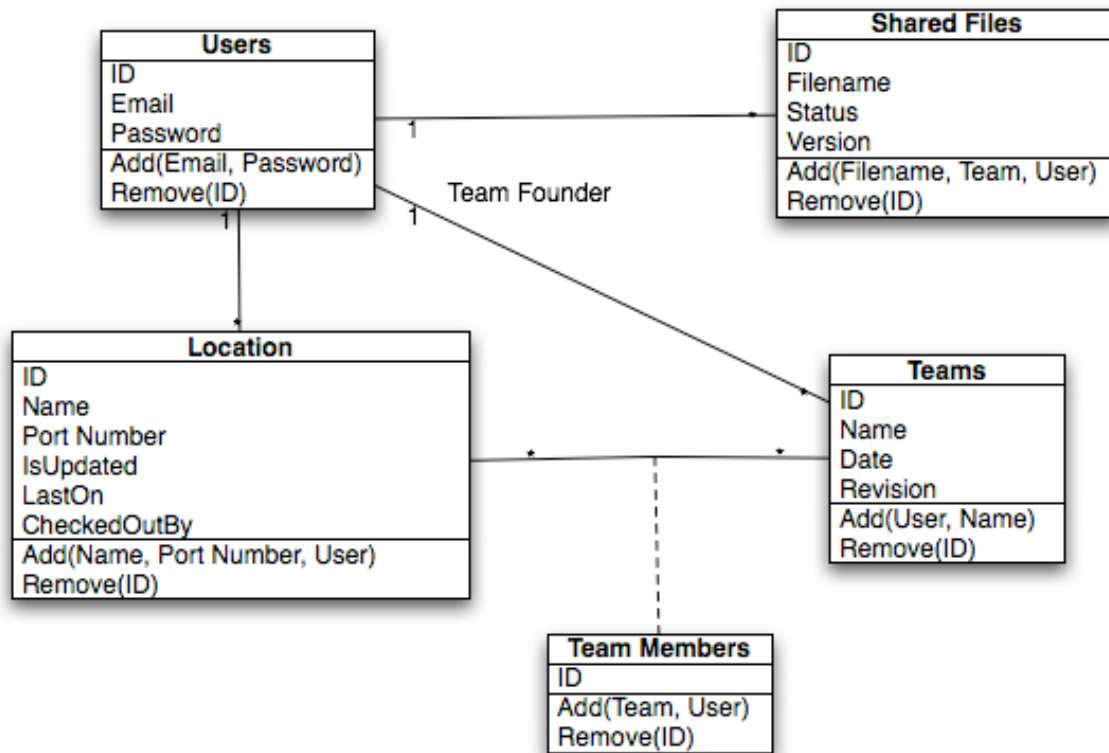 Users
ID
Email
Password
Add(Email, Password)
Remove(ID)
Shared Files
ID
Filename
Status
Version
Add(Filename, Team, User)
Remove(ID)
1
*
Team Founder
1
*
1
*
Location
ID
Name
Port Number
IsUpdated
LastOn
CheckedOutBy
Add(Name, Port Number, User)
Remove(ID)
*
*
Teams
ID
Name
Date
Revision
Add(User, Name)
Remove(ID)
Team Members
ID
Add(Team, User)
Remove(ID)